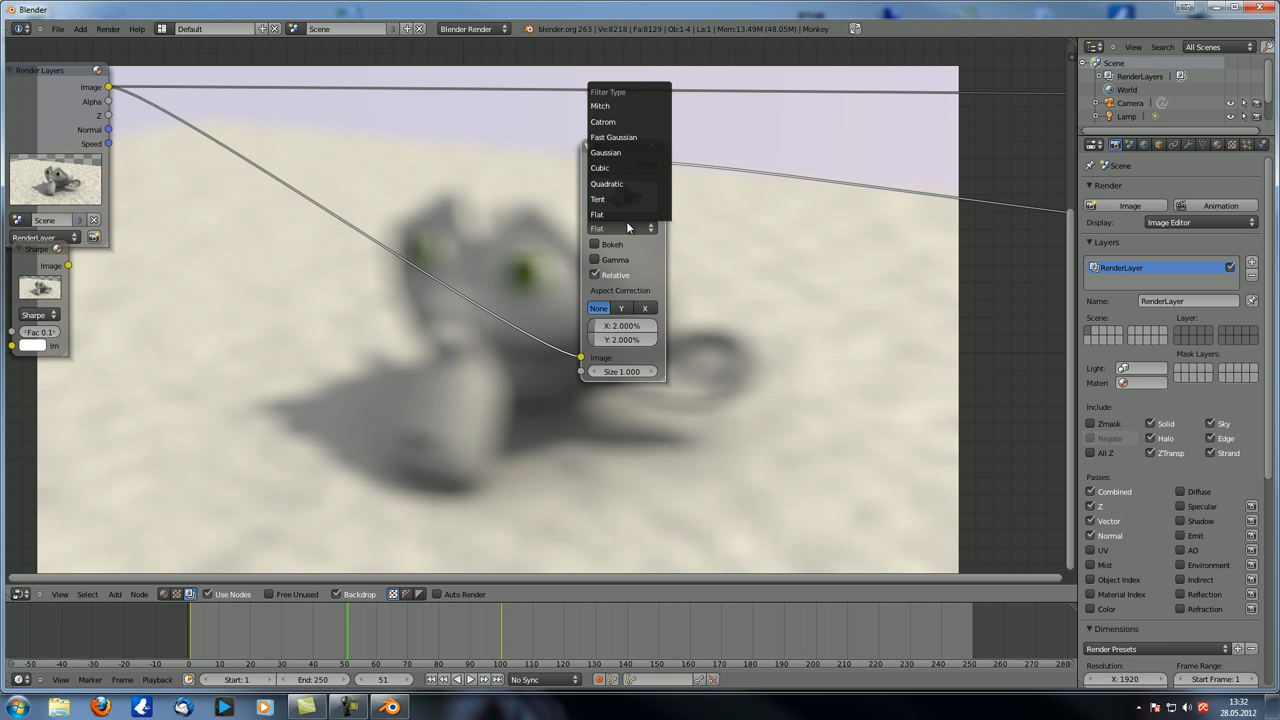 Blender
File Add Render Help Default Scene 3 Blender Render blender.org 263 | Ve:8218 | Fa:8129 | Ob:1-4 | La:1 | Mem:13.49M (48.05M) | Monkey
View Search All Scenes
Scene
RenderLayers
World
Camera
Lamp
Scene
Render
Image Animation
Display: Image Editor
Layers
RenderLayer
Name: RenderLayer
Scene: Layer:
Mask Layers:
Light:
Materi
Include:
Zmask Solid Sky
Negate Halo Edge
All Z ZTransp Strand
Passes:
Combined Diffuse
Z Specular
Vector Shadow
Normal Emit
UV AO
Mist Environment
Object Index Indirect
Material Index Reflection
Color Refraction
Dimensions
Render Presets
Resolution: Frame Range:
X: 1920 Start Frame: 1
Render Layers
Image
Alpha
Z
Normal
Speed
Scene 3
RenderLayer
Sharpe
Image
Sharpe
Fac 0.1
Im
Filter Type
Mitch
Catrom
Fast Gaussian
Gaussian
Cubic
Quadratic
Tent
Flat
Flat
Bokeh
Gamma
Relative
Aspect Correction
None Y X
X: 2.000%
Y: 2.000%
Image
Size 1.000
View Select Add Node Use Nodes Free Unused Backdrop Auto Render
-50 -40 -30 -20 -10 0 10 20 30 40 50 60 70 80 90 100 110 120 130 140 150 160 170 180 190 200 210 220 230 240 250 260 270 280
View Marker Frame Playback Start: 1 End: 250 51 No Sync
13:32
28.05.2012